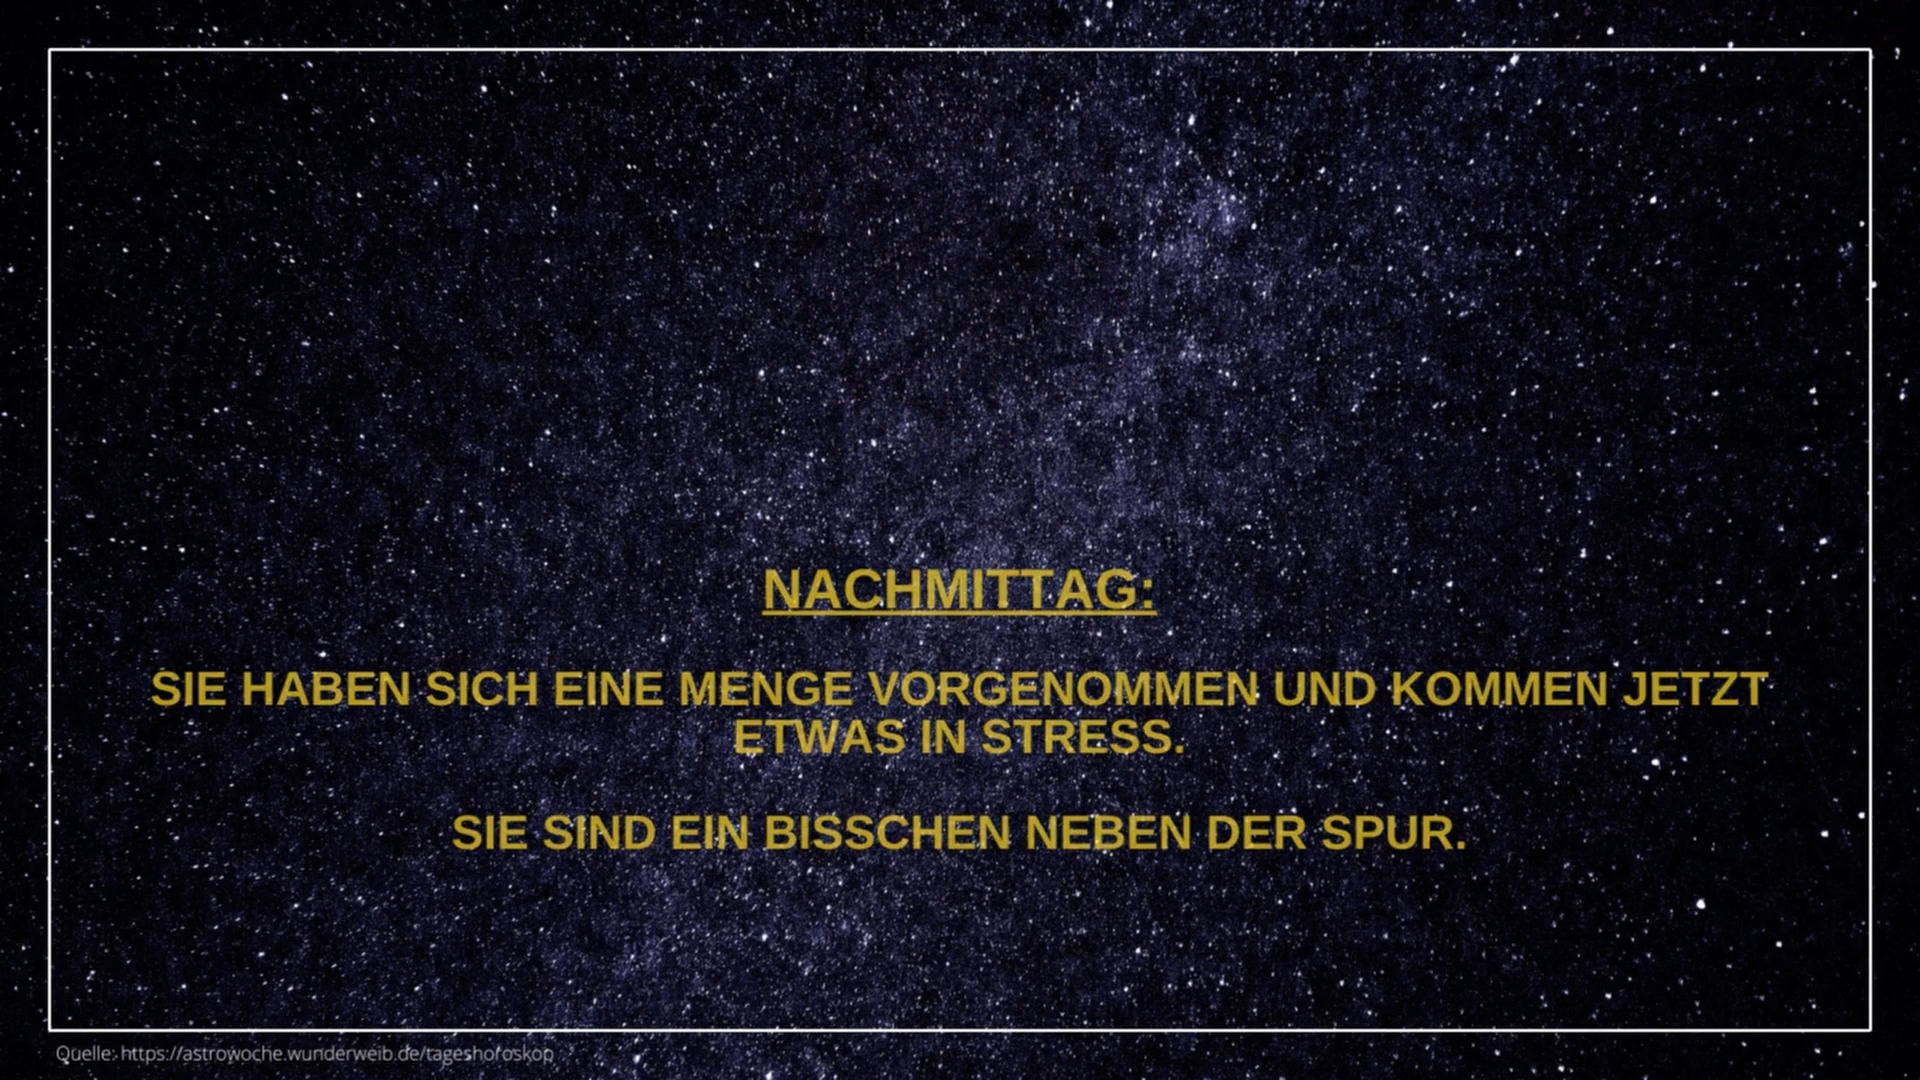 NACHMITTAG:
SIE HABEN SICH EINE MENGE VORGENOMMEN UND KOMMEN JETZT
ETWAS IN STRESS.
SIE SIND EIN BISSCHEN NEBEN DER SPUR.
Quelle: https://astrowoche.wunderweib.de/tageshoroskop